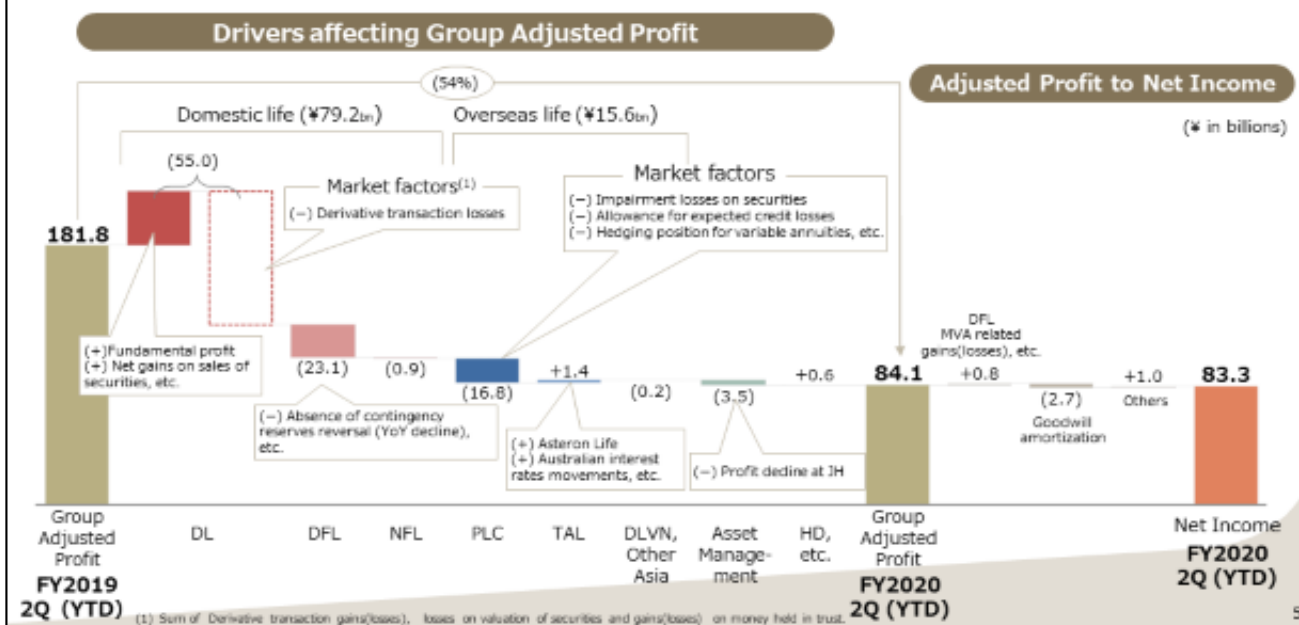 Drivers affecting Group Adjusted Profit
(54%)
Adjusted Profit to Net Income
(¥ in billions)
Domestic life (¥79.2bn)
Overseas life (¥15.6bn)
(55.0)
Market factors(1)
(−) Derivative transaction losses
Market factors
(−) Impairment losses on securities
(−) Allowance for expected credit losses
(−) Hedging position for variable annuities, etc.
181.8
(+)Fundamental profit
(+) Net gains on sales of
securities, etc.
(23.1)
(0.9)
(16.8)
+1.4
(0.2)
(3.5)
+0.6
84.1
DFL
MVA related
gains(losses), etc.
+0.8
(2.7)
Goodwill
amortization
+1.0
Others
83.3
(−) Absence of contingency
reserves reversal (YoY decline),
etc.
(+) Asteron Life
(+) Australian interest
rates movements, etc.
(−) Profit decline at JH
Group
Adjusted
Profit
FY2019
2Q (YTD)
DL
DFL
NFL
PLC
TAL
DLVN,
Other
Asia
Asset
Manage-
ment
HD,
etc.
Group
Adjusted
Profit
FY2020
2Q (YTD)
Net Income
FY2020
2Q (YTD)
(1) Sum of Derivative transaction gains(losses), losses on valuation of securities and gains(losses) on money held in trust.
5